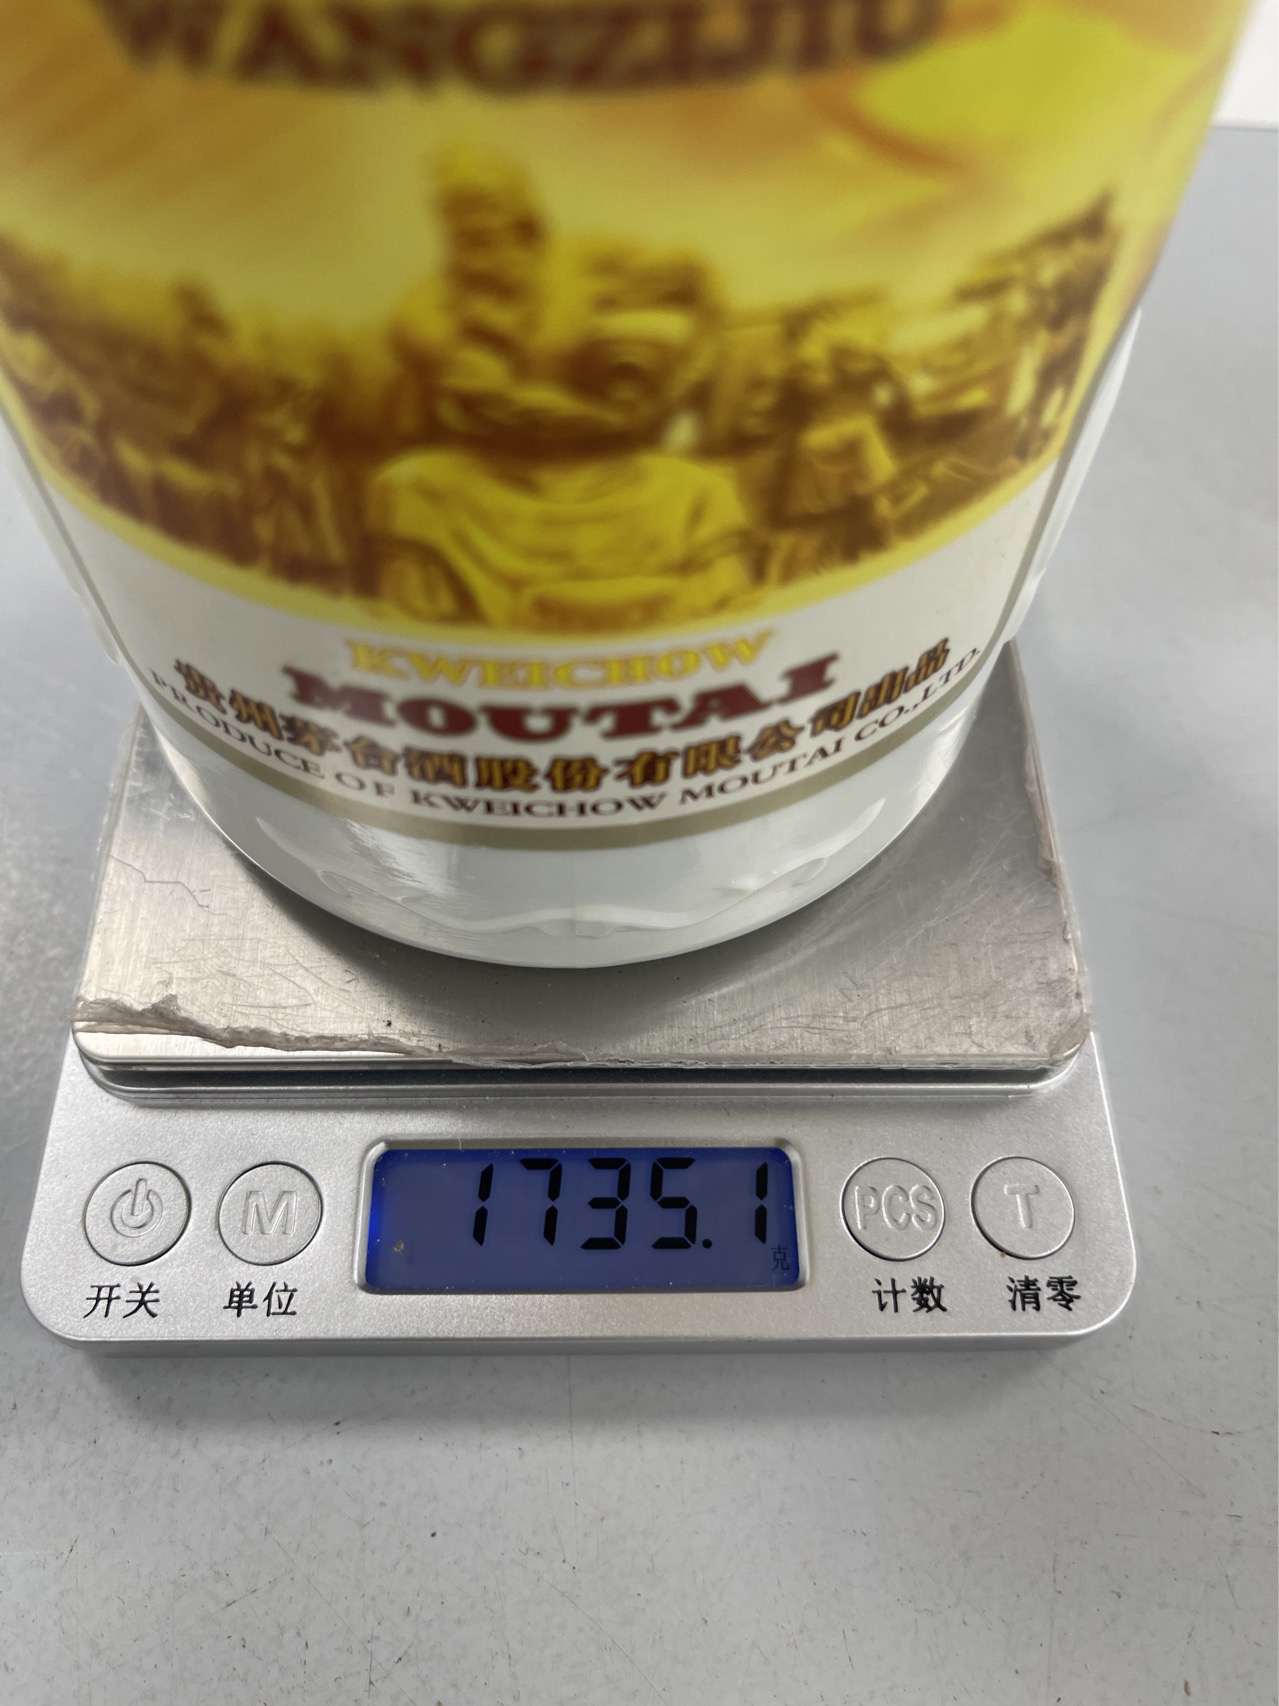 WANGZIJIU
KWEICHOW
MOUTAI
贵州茅台酒股份有限公司出品
PRODUCE OF KWEICHOW MOUTAI CO.,LTD.
1735.1
克
M
PCS
T
开关
单位
计数
清零